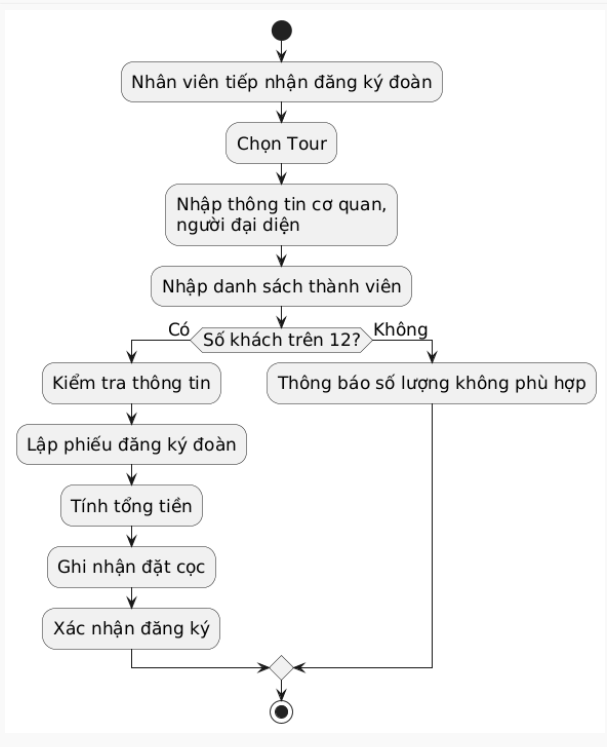 Nhân viên tiếp nhận đăng ký đoàn
Chọn Tour
Nhập thông tin cơ quan,
người đại diện
Nhập danh sách thành viên
Có
Số khách trên 12?
Không
Kiểm tra thông tin
Thông báo số lượng không phù hợp
Lập phiếu đăng ký đoàn
Tính tổng tiền
Ghi nhận đặt cọc
Xác nhận đăng ký